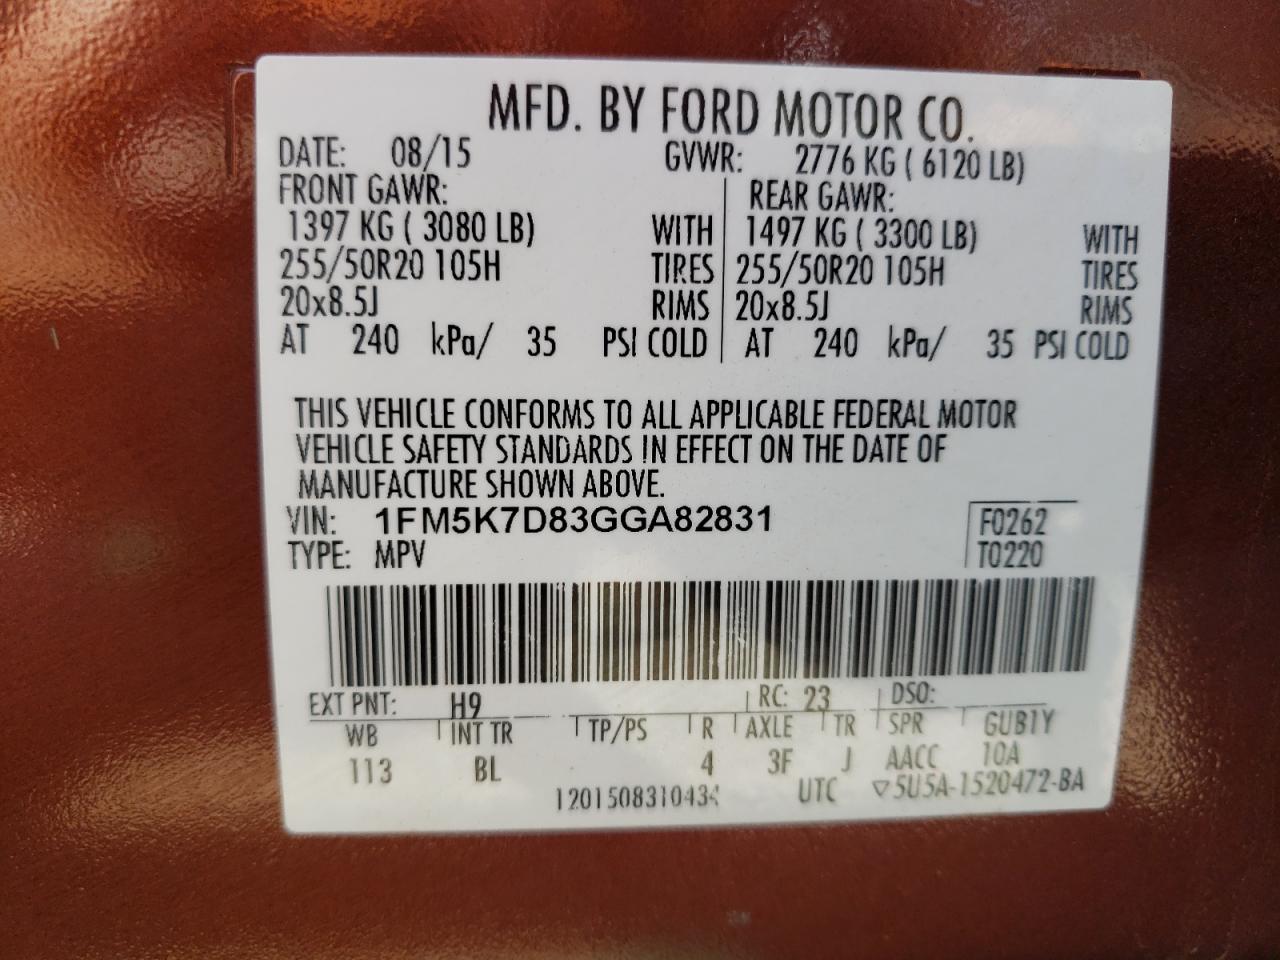 MFD. BY FORD MOTOR CO.
DATE: 08/15 GVWR: 2776 KG ( 6120 LB)
FRONT GAWR: REAR GAWR:
1397 KG ( 3080 LB) WITH 1497 KG ( 3300 LB) WITH
255/50R20 105H TIRES 255/50R20 105H TIRES
20x8.5J RIMS 20x8.5J RIMS
AT 240 kPa/ 35 PSI COLD AT 240 kPa/ 35 PSI COLD
THIS VEHICLE CONFORMS TO ALL APPLICABLE FEDERAL MOTOR
VEHICLE SAFETY STANDARDS IN EFFECT ON THE DATE OF
MANUFACTURE SHOWN ABOVE.
VIN: 1FM5K7D83GGA82831 F0262
TYPE: MPV T0220
EXT PNT: H9 RC: 23 DSO:
WB INT TR TP/PS R AXLE TR SPR GUB1Y
113 BL 4 3F J AACC 10A
UTC ▽5U5A-1520472-BA